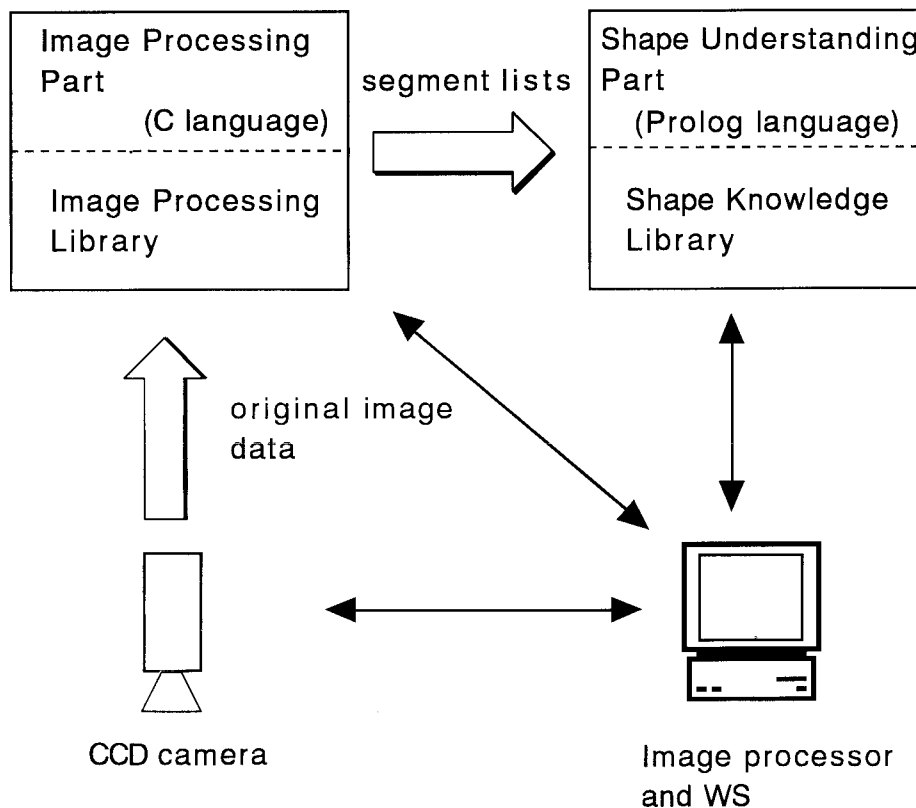 Image Processing
Part
(C language)
Image Processing
Library
segment lists
Shape Understanding
Part
(Prolog language)
Shape Knowledge
Library
original image
data
CCD camera
Image processor
and WS